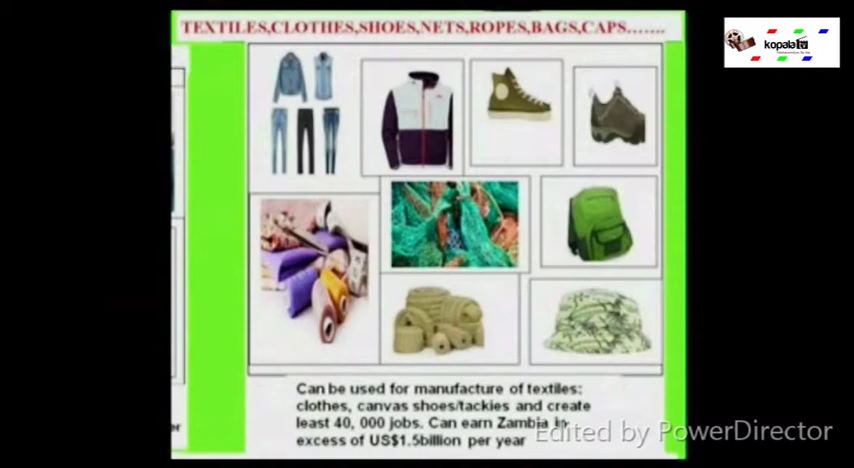 TEXTILES,CLOTHES,SHOES,NETS,ROPES,BAGS,CAPS.......
kopala tv
Can be used for manufacture of textiles:
clothes, canvas shoes/tackies and create
least 40, 000 jobs. Can earn Zambia in
excess of US$1.5billion per year
Edited by PowerDirector